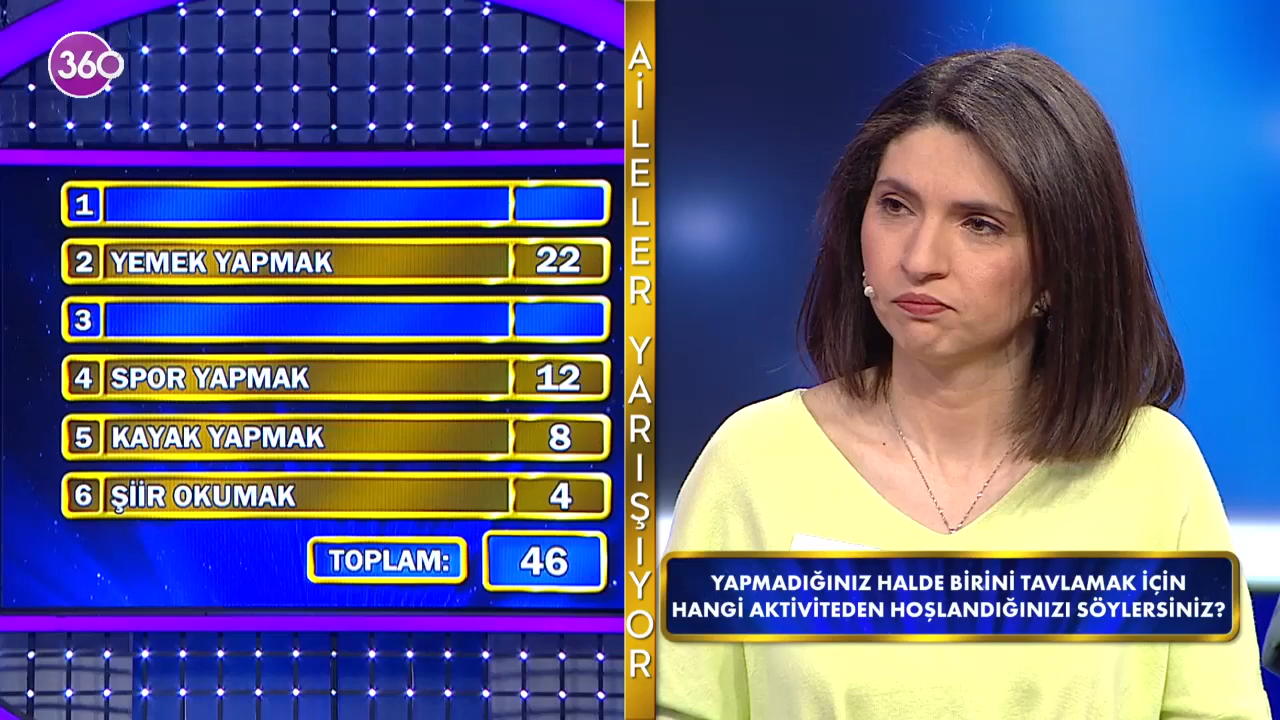 360
1
2 YEMEK YAPMAK 22
3
4 SPOR YAPMAK 12
5 KAYAK YAPMAK 8
6 ŞİİR OKUMAK 4
TOPLAM: 46
AİLELER YARIŞIYOR
YAPMADIĞINIZ HALDE BİRİNİ TAVLAMAK İÇİN
HANGİ AKTİVİTEDEN HOŞLANDIĞINIZI SÖYLERSİNİZ?